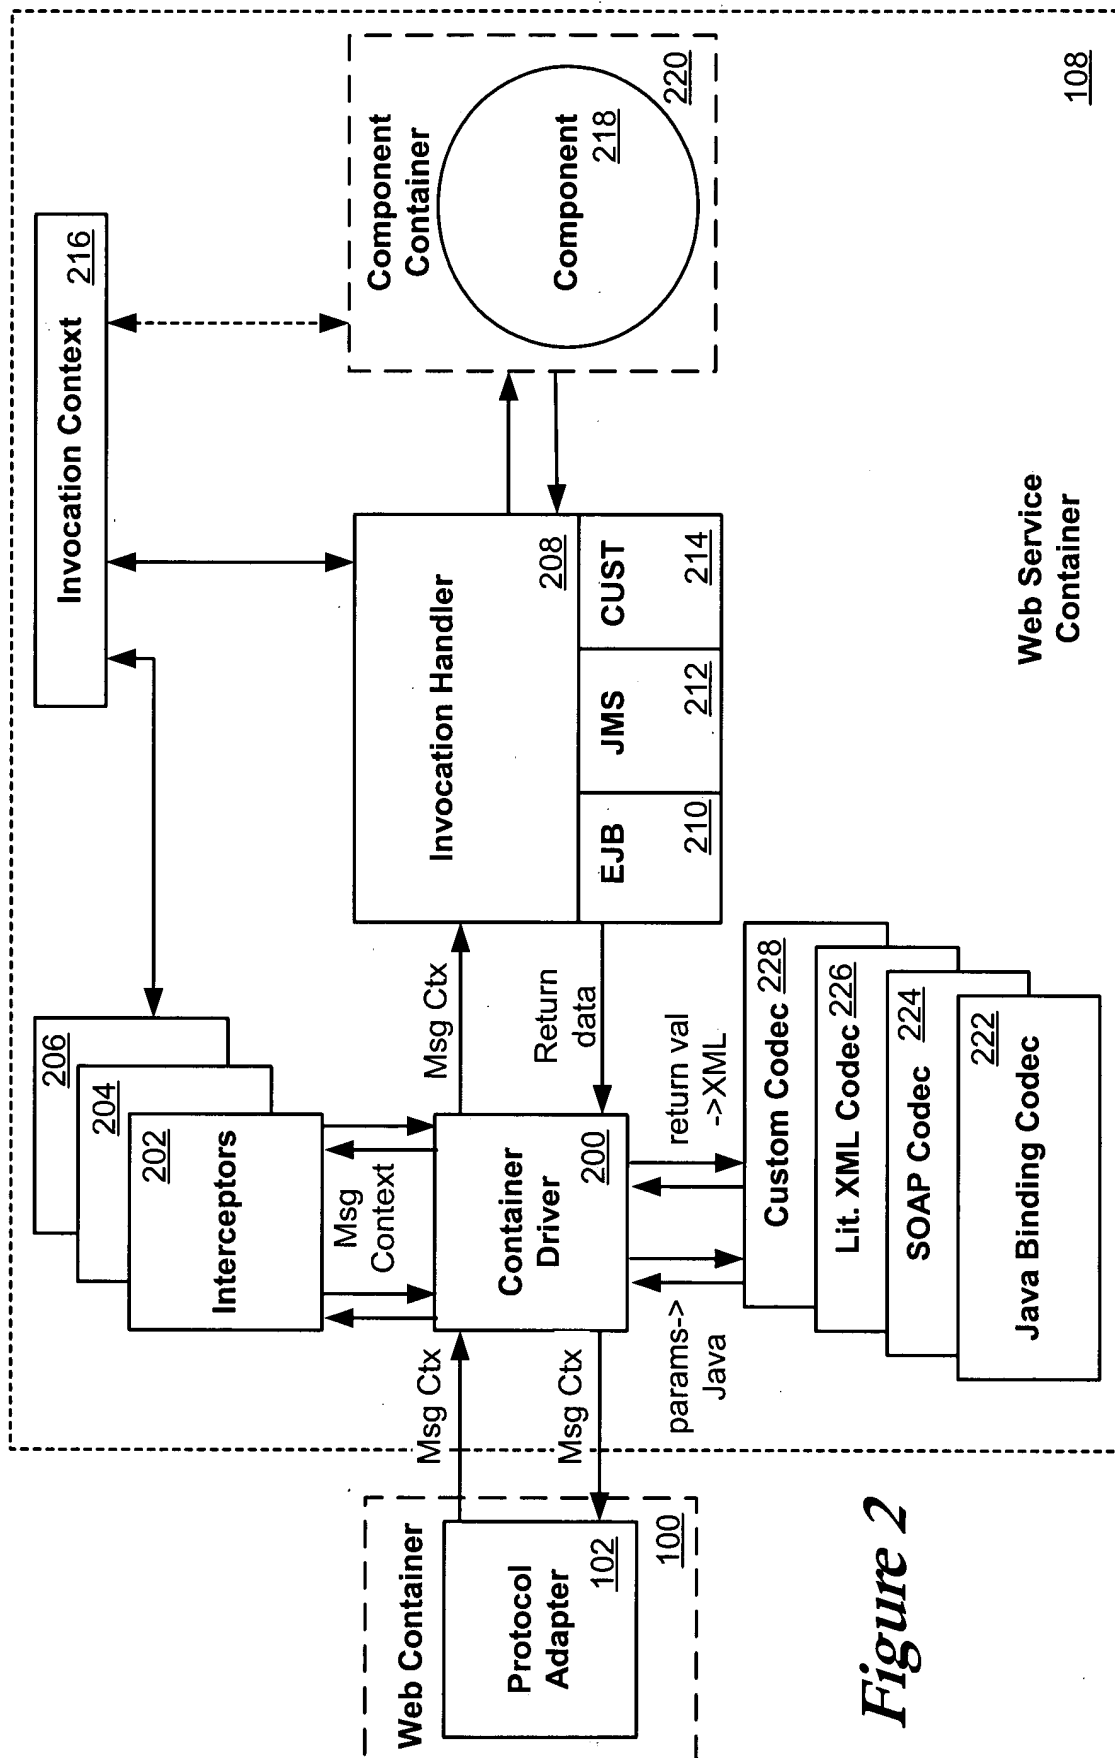 Web Container
Protocol
Adapter
102
100
Msg Ctx
Msg Ctx
206
204
202
Interceptors
Msg
Context
Container
Driver
200
params->
Java
return val
->XML
Custom Codec 228
Lit. XML Codec 226
SOAP Codec 224
222
Java Binding Codec
Msg Ctx
Return
data
Invocation Handler
208
EJB
210
JMS
212
CUST
214
Invocation Context 216
Component
Container
Component
218
220
Web Service
Container
108
Figure 2